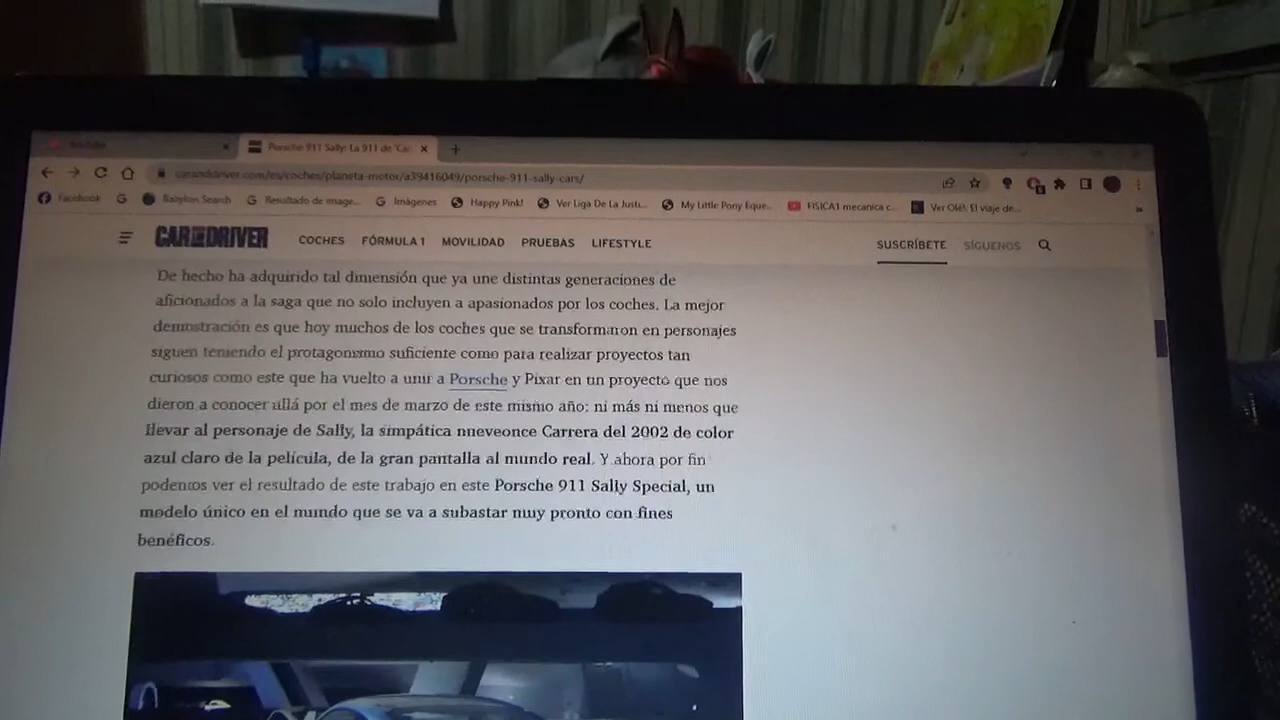 YouTube
Porsche 911 Sally: La 911 de 'Car
caranddriver.com/es/coches/planeta-motor/a39416049/porsche-911-sally-cars/
Facebook
Babylon Search
Resultado de image...
Imágenes
Happy Pink!
Ver Liga De La Justi...
My Little Pony Eque...
FISICA1 mecanica c...
Ver Olé!: El viaje de...
»
CAR AND DRIVER
COCHES FÓRMULA 1 MOVILIDAD PRUEBAS LIFESTYLE
SUSCRÍBETE SÍGUENOS
De hecho ha adquirido tal dimensión que ya une distintas generaciones de
aficionados a la saga que no solo incluyen a apasionados por los coches. La mejor
demostración es que hoy muchos de los coches que se transformaron en personajes
siguen teniendo el protagonismo suficiente como para realizar proyectos tan
curiosos como este que ha vuelto a unir a Porsche y Pixar en un proyecto que nos
dieron a conocer allá por el mes de marzo de este mismo año: ni más ni menos que
llevar al personaje de Sally, la simpática nneveonce Carrera del 2002 de color
azul claro de la película, de la gran pantalla al mundo real. Y ahora por fin
podemos ver el resultado de este trabajo en este Porsche 911 Sally Special, un
modelo único en el mundo que se va a subastar muy pronto con fines
benéficos.